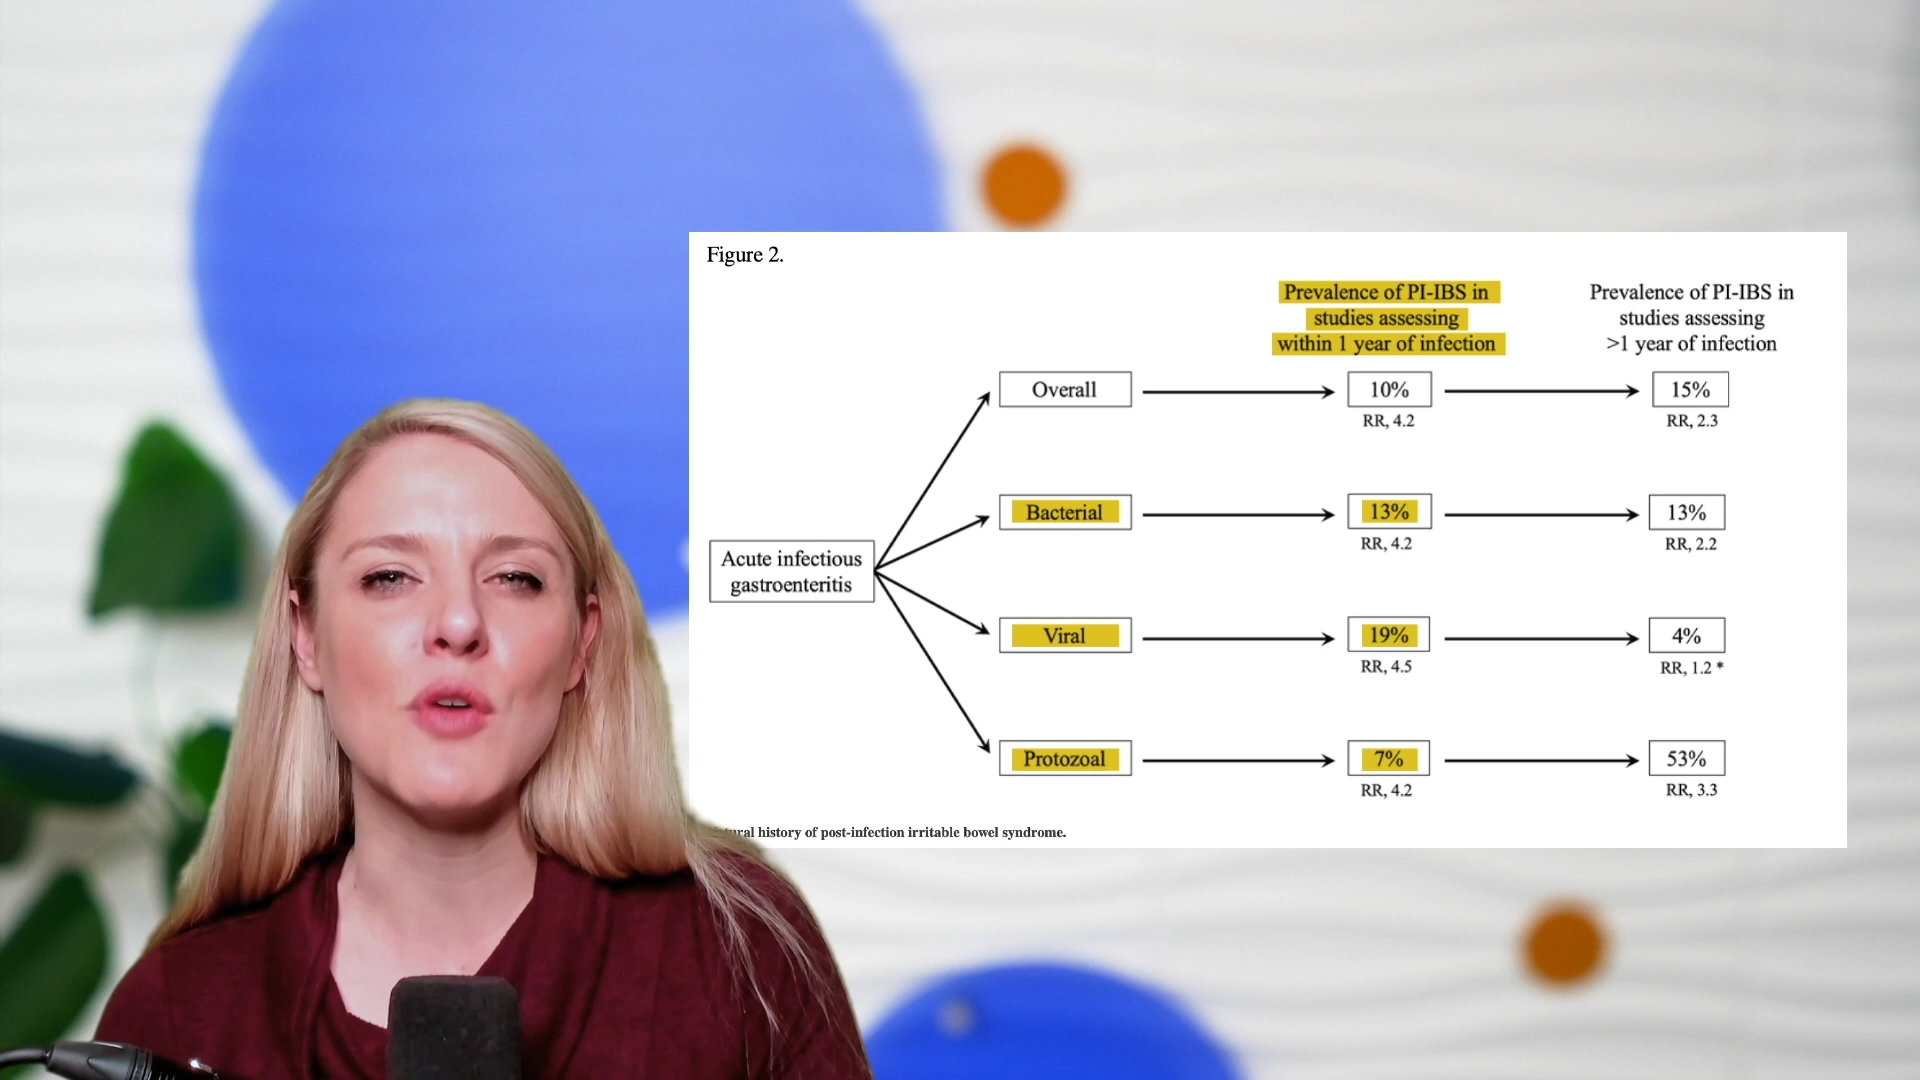 Figure 2.
Prevalence of PI-IBS in
studies assessing
within 1 year of infection
Prevalence of PI-IBS in
studies assessing
>1 year of infection
Overall
10%
RR, 4.2
15%
RR, 2.3
Bacterial
13%
RR, 4.2
13%
RR, 2.2
Acute infectious
gastroenteritis
Viral
19%
RR, 4.5
4%
RR, 1.2 *
Protozoal
7%
RR, 4.2
53%
RR, 3.3
history of post-infection irritable bowel syndrome.